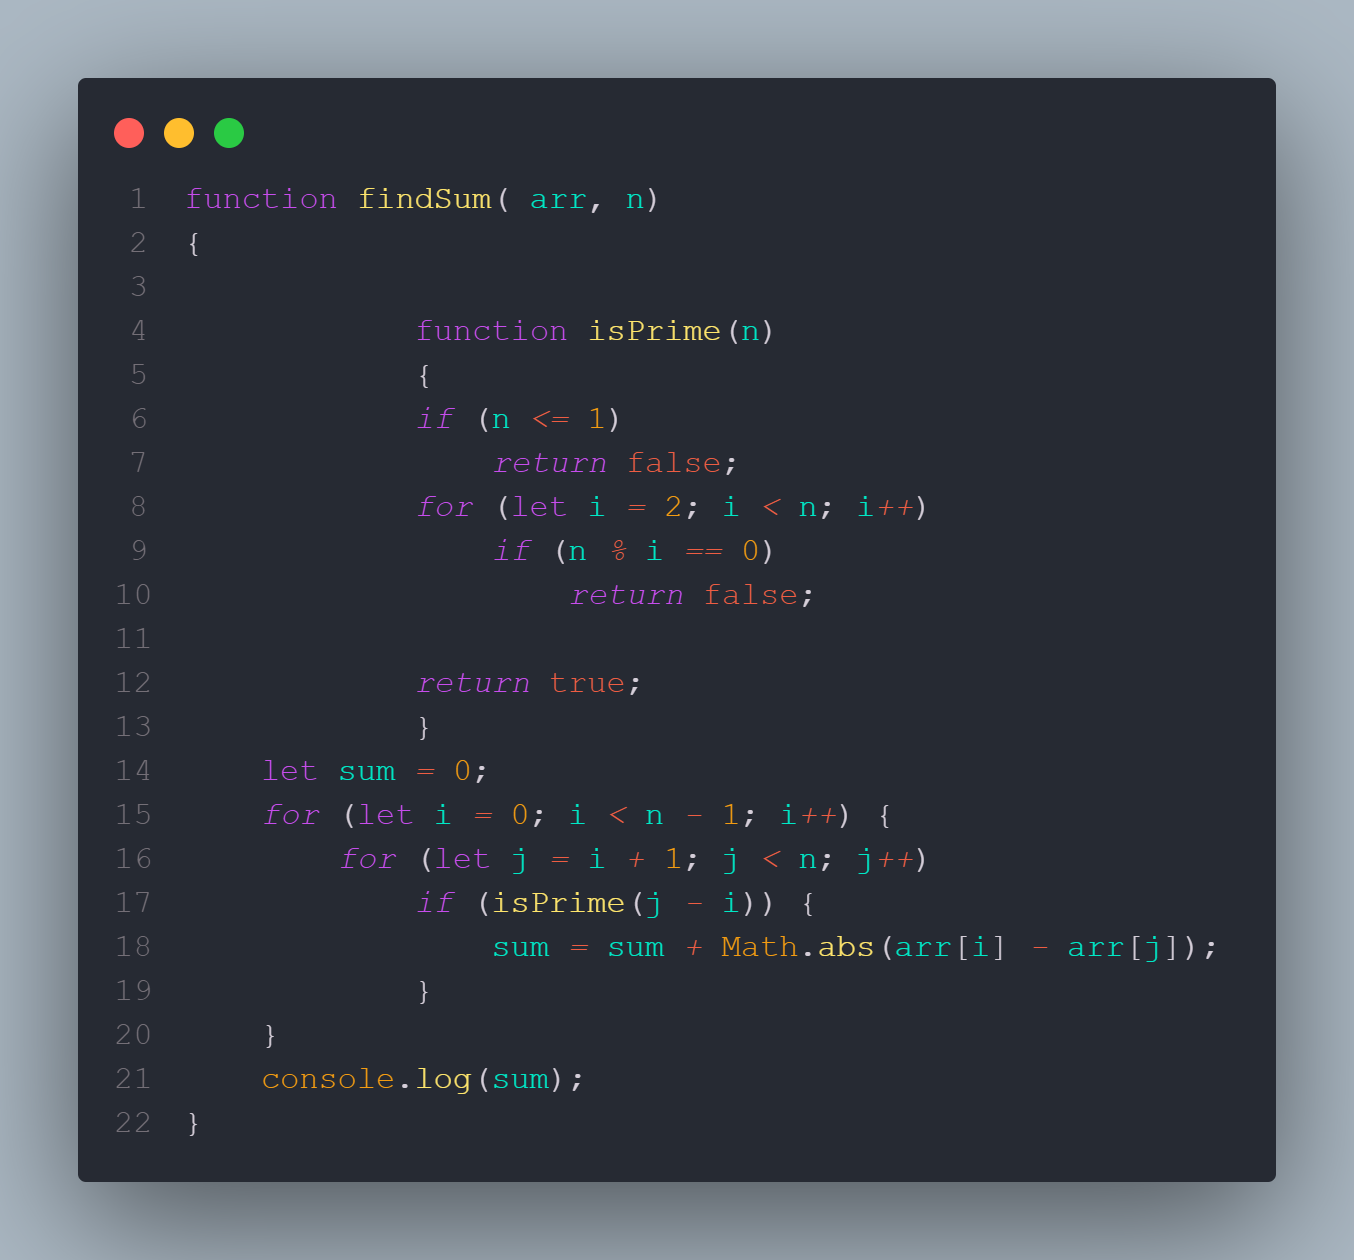 1 function findSum( arr, n)
2 {
3
4             function isPrime(n)
5             {
6             if (n <= 1)
7                 return false;
8             for (let i = 2; i < n; i++)
9                 if (n % i == 0)
10                     return false;
11
12             return true;
13             }
14     let sum = 0;
15     for (let i = 0; i < n - 1; i++) {
16         for (let j = i + 1; j < n; j++)
17             if (isPrime(j - i)) {
18                 sum = sum + Math.abs(arr[i] - arr[j]);
19             }
20     }
21     console.log(sum);
22 }